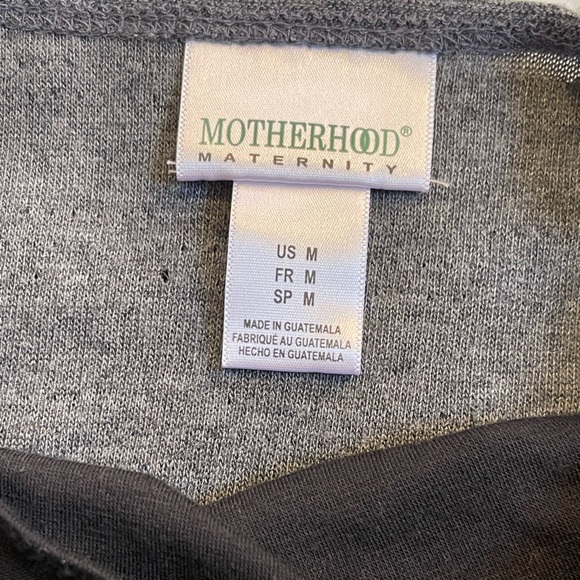 MOTHERHOOD®
MATERNITY
US M
FR M
SP M
MADE IN GUATEMALA
FABRIQUÉ AU GUATEMALA
HECHO EN GUATEMALA